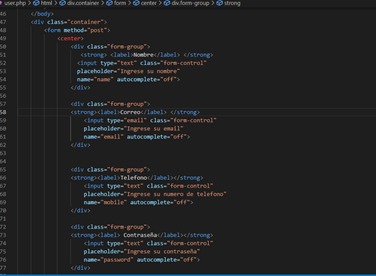 user.php > html > div.container > form > center > div.form-group > strong
46 </body>
47 <div class="container">
48 <form method="post">
49 <center>
50 <div class="form-group">
51 <strong> <label>Nombre</label> </strong>
52 <input type="text" class="form-control"
53 placeholder="Ingrese su nombre"
54 name="name" autocomplete="off">
55 </div>
56
57 <div class="form-group">
58 <strong><label>Correo</label> </strong>
59 <input type="email" class="form-control"
60 placeholder="Ingrese su email"
61 name="email" autocomplete="off">
62 </div>
63
64
65 <div class="form-group">
66 <strong><label>Telefono</label></strong>
67 <input type="text" class="form-control"
68 placeholder="Ingrese su numero de telefono"
69 name="mobile" autocomplete="off">
70 </div>
71
72 <div class="form-group">
73 <strong><label> Contraseña</label></strong>
74 <input type="text" class="form-control"
75 placeholder="Ingrese su contraseña"
76 name="password" autocomplete="off">
77 </div>